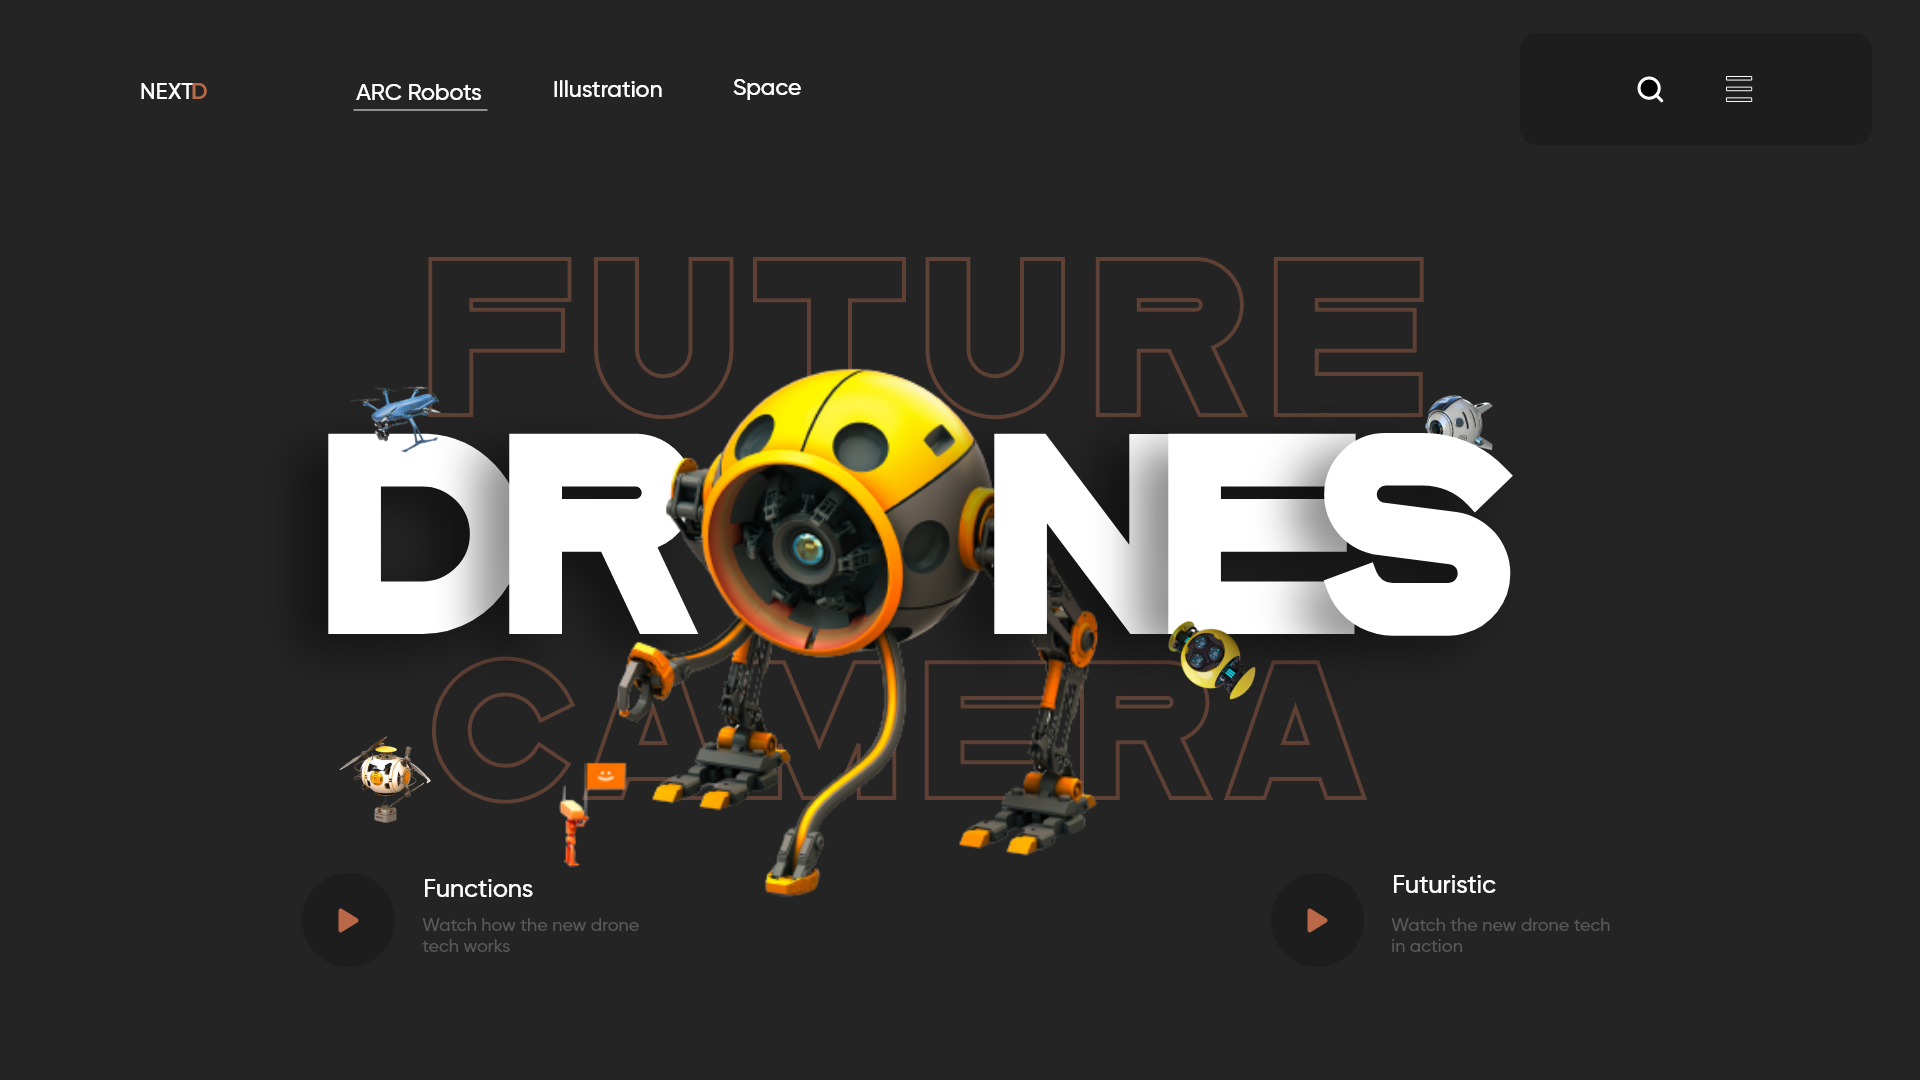 NEXTD
ARC Robots
Illustration
Space
FUTURE
DRONES
CAMERA
Functions
Watch how the new drone
tech works
Futuristic
Watch the new drone tech
in action